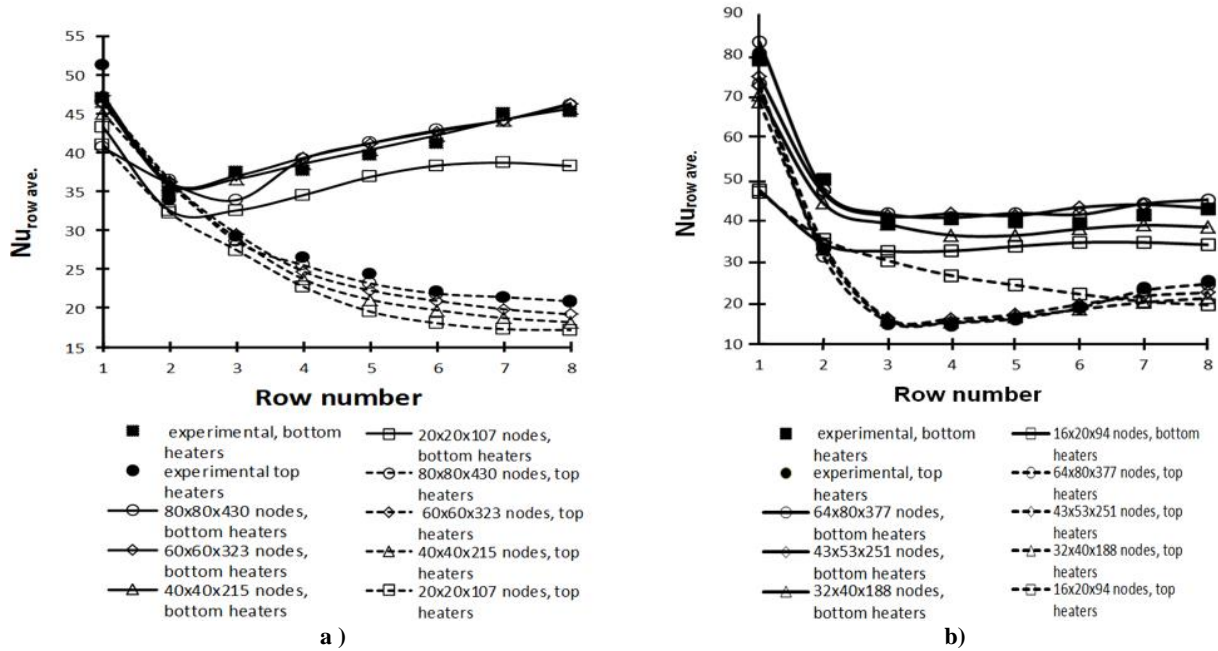 55
50
45
40
35
30
25
20
15
Nurow ave.
1 2 3 4 5 6 7 8
Row number
experimental, bottom
heaters
experimental top
heaters
80x80x430 nodes,
bottom heaters
60x60x323 nodes,
bottom heaters
40x40x215 nodes,
bottom heaters
20x20x107 nodes,
bottom heaters
80x80x430 nodes, top
heaters
60x60x323 nodes, top
heaters
40x40x215 nodes, top
heaters
20x20x107 nodes, top
heaters
a )
90
80
70
60
50
40
30
20
10
Nurow ave.
1 2 3 4 5 6 7 8
Row number
experimental, bottom
heaters
experimental, top
heaters
64x80x377 nodes,
bottom heaters
43x53x251 nodes,
bottom heaters
32x40x188 nodes,
bottom heaters
16x20x94 nodes, bottom
heaters
64x80x377 nodes, top
heaters
43x53x251 nodes, top
heaters
32x40x188 nodes, top
heaters
16x20x94 nodes, top
heaters
b)